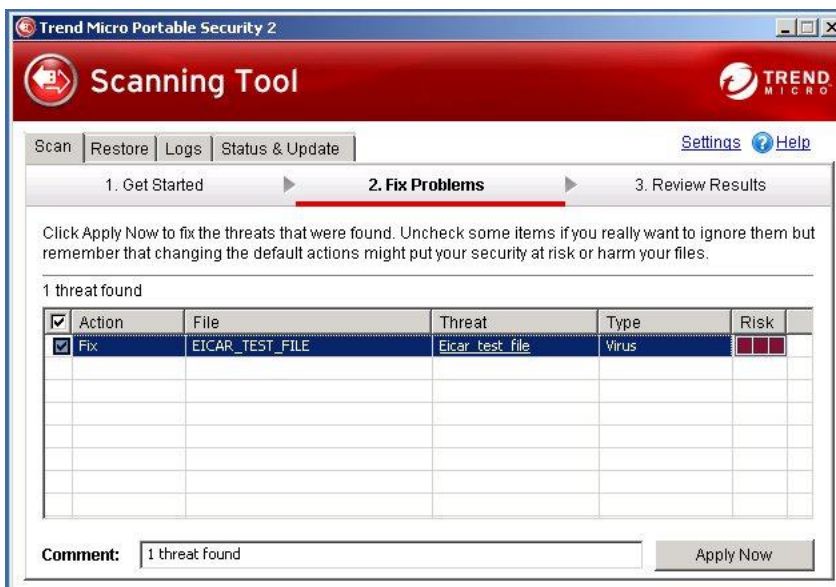 Trend Micro Portable Security 2
Scanning Tool
TREND
MICRO
Scan Restore Logs Status & Update Settings Help
1. Get Started 2. Fix Problems 3. Review Results
Click Apply Now to fix the threats that were found. Uncheck some items if you really want to ignore them but
remember that changing the default actions might put your security at risk or harm your files.
1 threat found
Action File Threat Type Risk
Fix EICAR_TEST_FILE Eicar_test_file Virus
Comment: 1 threat found Apply Now